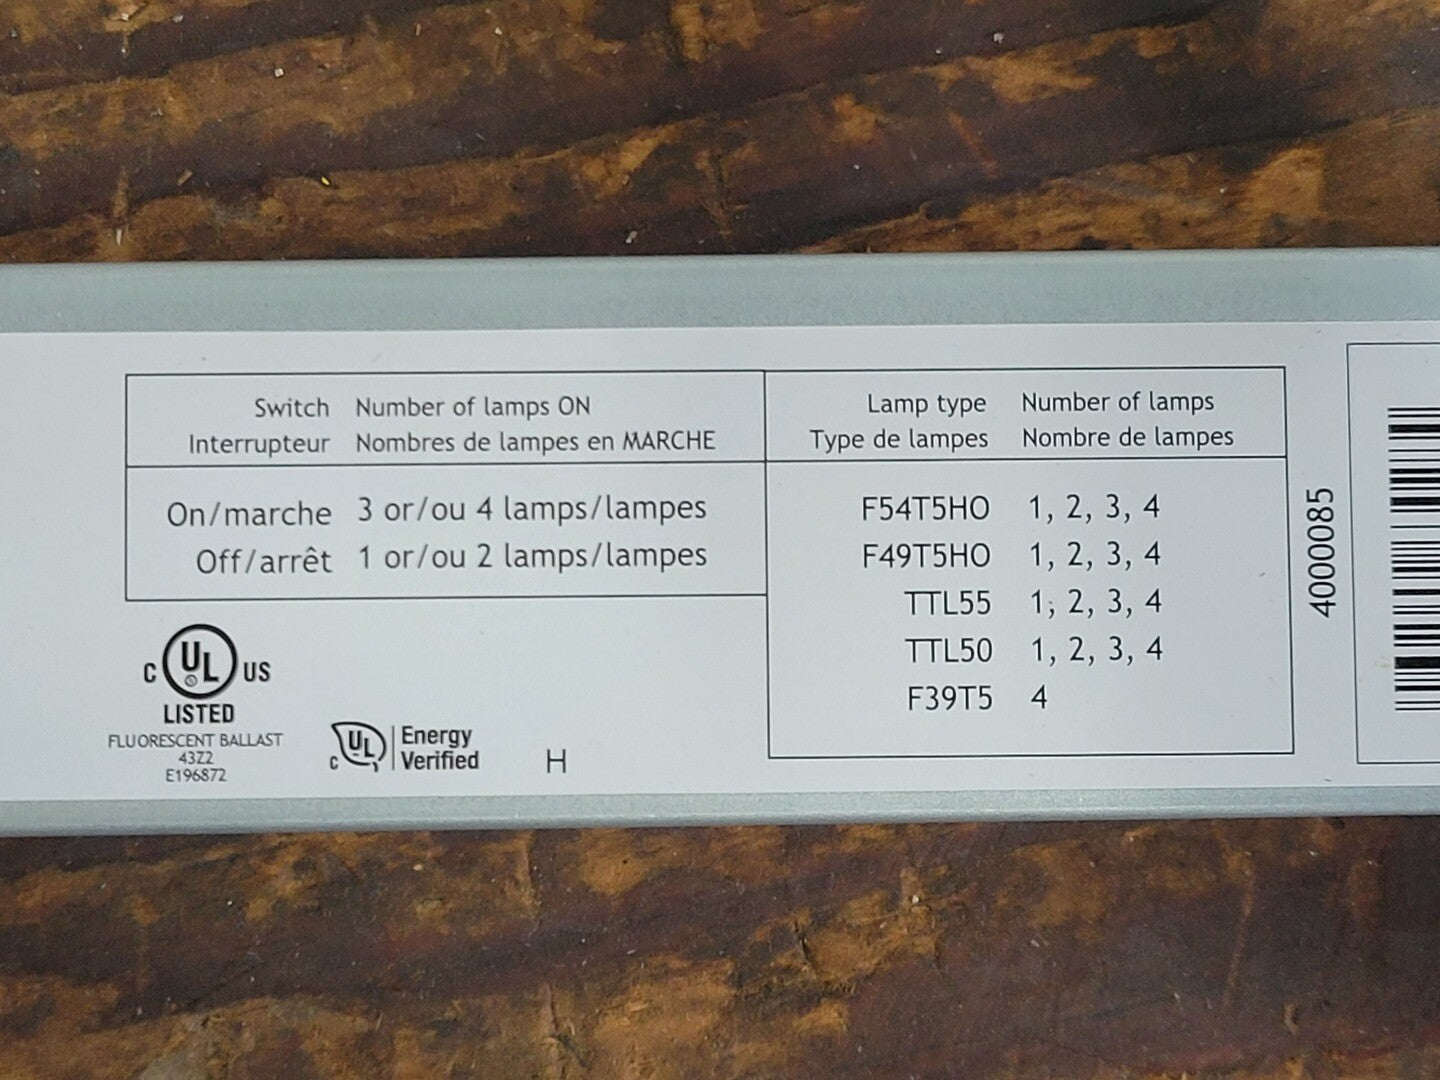 Switch Number of lamps ON
Interrupteur Nombres de lampes en MARCHE
On/marche 3 or/ou 4 lamps/lampes
Off/arrêt 1 or/ou 2 lamps/lampes
Lamp type Number of lamps
Type de lampes Nombre de lampes
F54T5HO 1, 2, 3, 4
F49T5HO 1, 2, 3, 4
TTL55 1, 2, 3, 4
TTL50 1, 2, 3, 4
F39T5 4
C UL US
LISTED
FLUORESCENT BALLAST
43Z2
E196872
C UL Energy
Verified
H
4000085